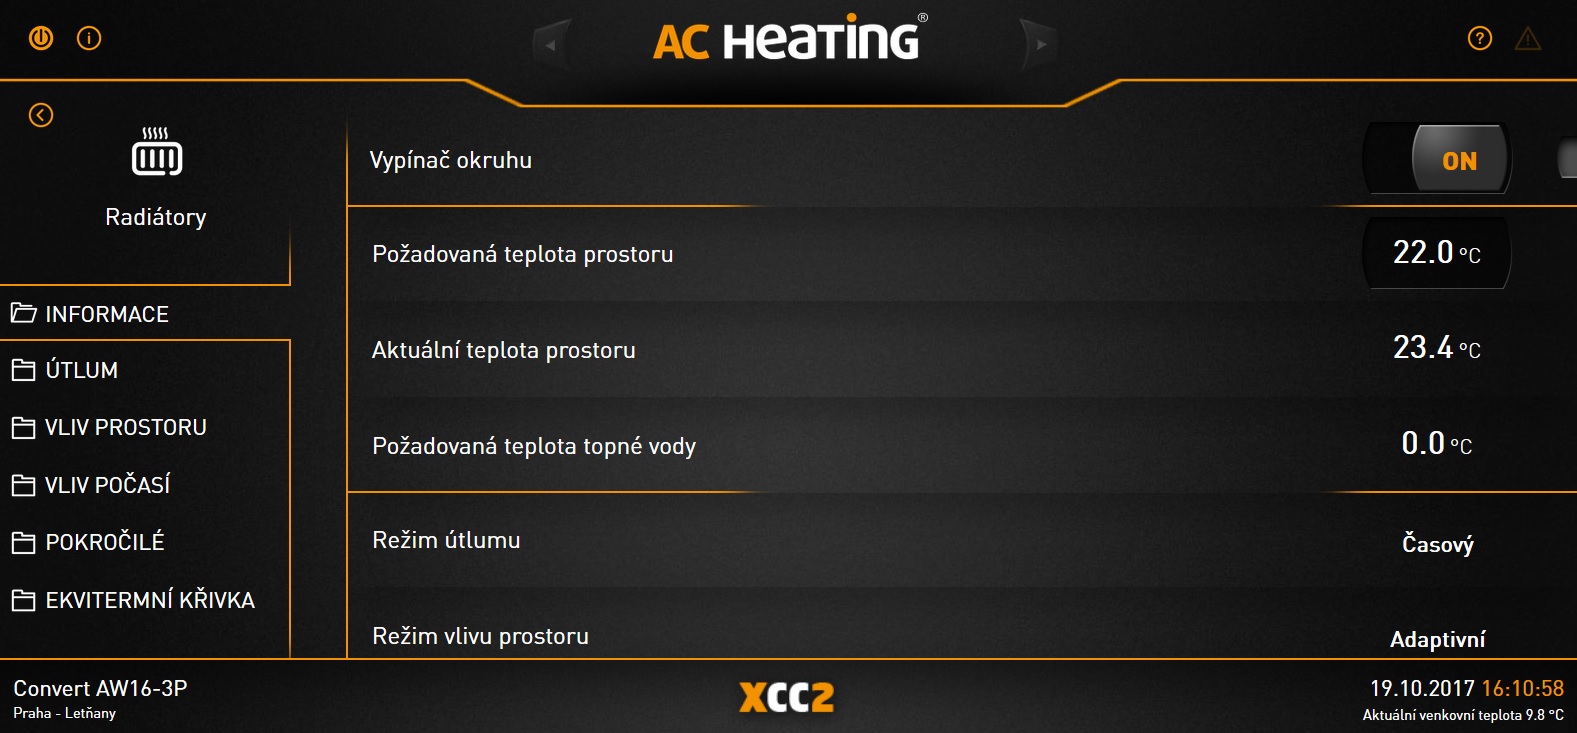 AC Heating®
Radiátory
INFORMACE
ÚTLUM
VLIV PROSTORU
VLIV POČASÍ
POKROČILÉ
EKVITERMNÍ KŘIVKA
Vypínač okruhu ON
Požadovaná teplota prostoru 22.0 °C
Aktuální teplota prostoru 23.4 °C
Požadovaná teplota topné vody 0.0 °C
Režim útlumu Časový
Režim vlivu prostoru Adaptivní
Convert AW16-3P
Praha - Letňany
XCC2
19.10.2017 16:10:58
Aktuální venkovní teplota 9.8 °C